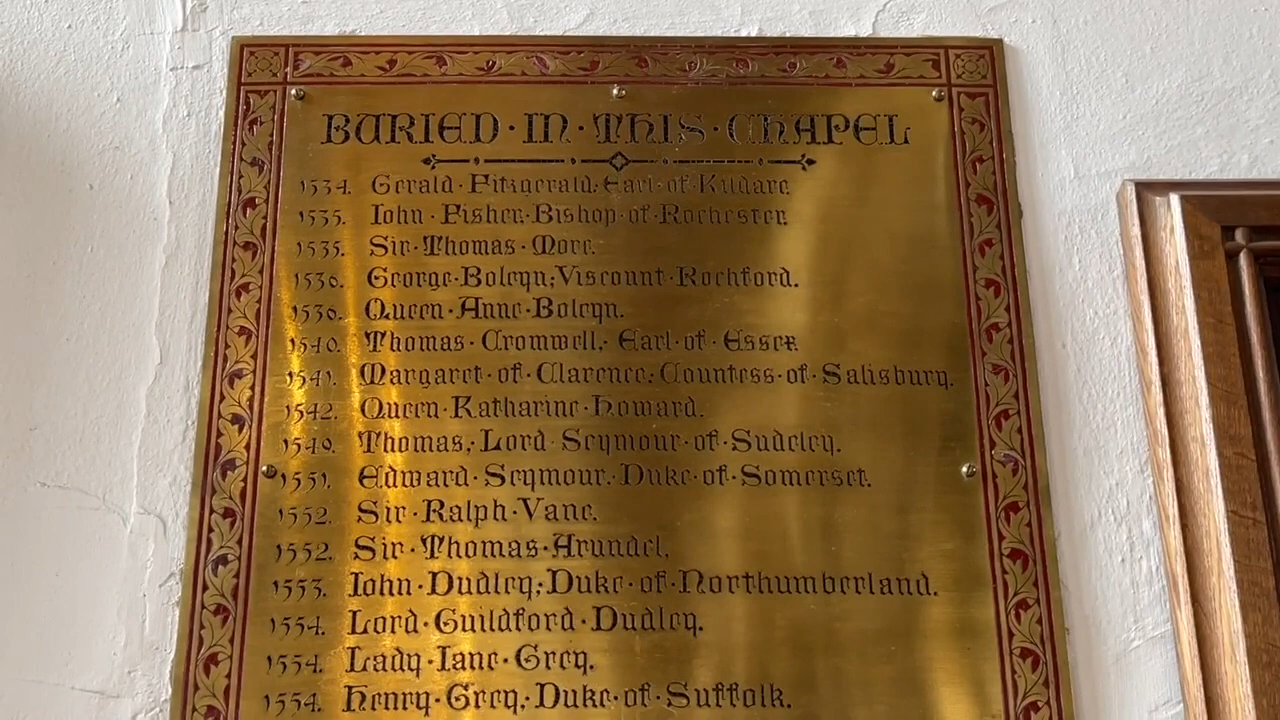 BURIED · IN · THIS · CHAPEL
1534. Gerald · Fitzgerald: Earl · of · Kildare.
1535. Iohn · Fisher: Bishop · of · Rochester.
1535. Sir · Thomas · More.
1536. George · Boleyn; Viscount · Rochford.
1536. Queen · Anne · Boleyn.
1540. Thomas · Cromwell; Earl · of · Essex.
1541. Margaret · of · Clarence: Countess · of · Salisbury.
1542. Queen · Katharine · Howard.
1549. Thomas; Lord · Seymour · of · Sudeley.
1551. Edward · Seymour: Duke · of · Somerset.
1552. Sir · Ralph · Vane.
1552. Sir · Thomas · Arundel.
1553. Iohn · Dudley; Duke · of · Northumberland.
1554. Lord · Guildford · Dudley.
1554. Lady · Iane · Grey.
1554. Henry · Grey; Duke · of · Suffolk.